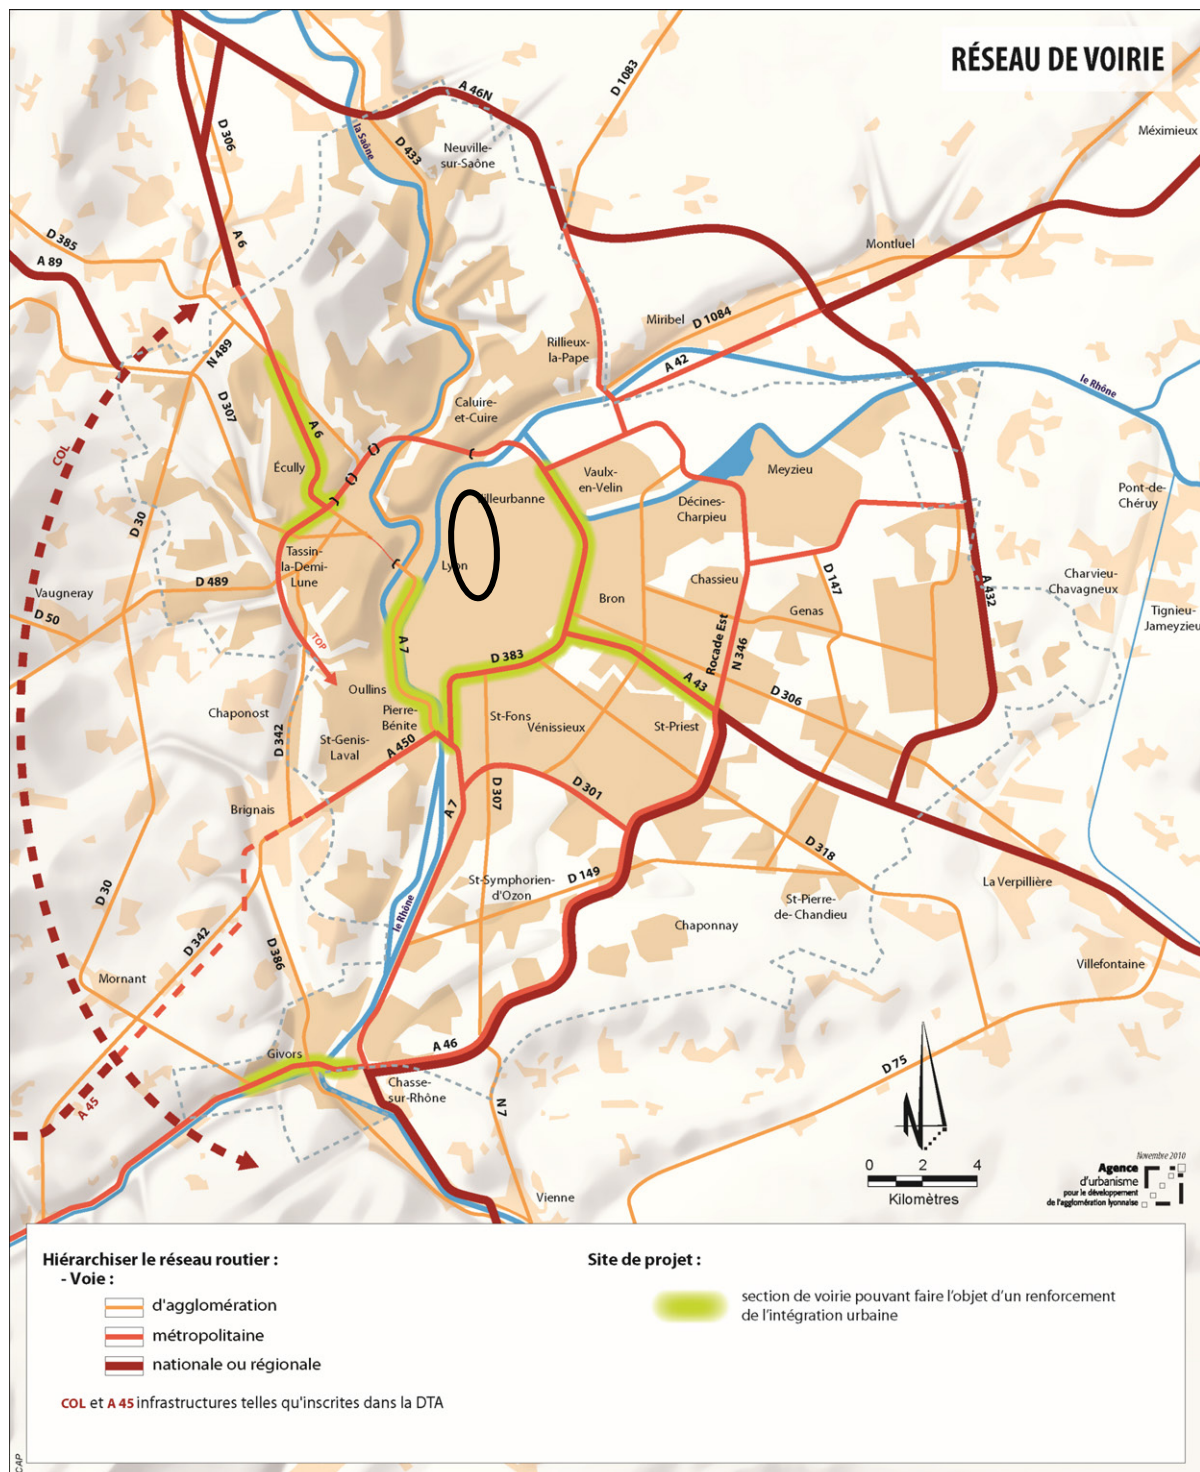 RÉSEAU DE VOIRIE
A 46N
D 1083
Méximieux
D 306
la Saône
D 433
Neuville-
sur-Saône
D 385
A 6
A 89
Montluel
Miribel
D 1084
N 489
Rillieux-
la-Pape
A 42
le Rhône
D 307
Caluire-
et-Cuire
A 6
COL
Écully
Vaulx-
en-Velin
Meyzieu
Pont-de-
Chéruy
Villeurbanne
Décines-
Charpieu
D 30
Tassin-
la-Demi-
Lune
Lyon
D 489
Chassieu
D 147
A 432
Charvieu-
Chavagneux
Vaugneray
Bron
Genas
Tignieu-
Jameyzieu
D 50
TOP
A 7
D 383
Rocade Est
N 346
A 43
D 306
Oullins
Chaponost
Pierre-
Bénite
St-Fons
Vénissieux
St-Priest
D 342
St-Genis-
Laval
A 450
Brignais
A 7
D 307
D 301
D 318
D 30
St-Symphorien-
d'Ozon
D 149
La Verpillière
St-Pierre-
de- Chandieu
le Rhône
Chaponnay
D 342
D 386
Mornant
Villefontaine
Givors
A 46
D 75
A 45
Chasse-
sur-Rhône
N 7
N
0 2 4
Kilomètres
Novembre 2010
Agence
d'urbanisme
pour le développement
de l'agglomération lyonnaise
Vienne
Hiérarchiser le réseau routier :
- Voie :
d'agglomération
métropolitaine
nationale ou régionale
COL et A 45 infrastructures telles qu'inscrites dans la DTA
Site de projet :
section de voirie pouvant faire l'objet d'un renforcement
de l'intégration urbaine
CAP